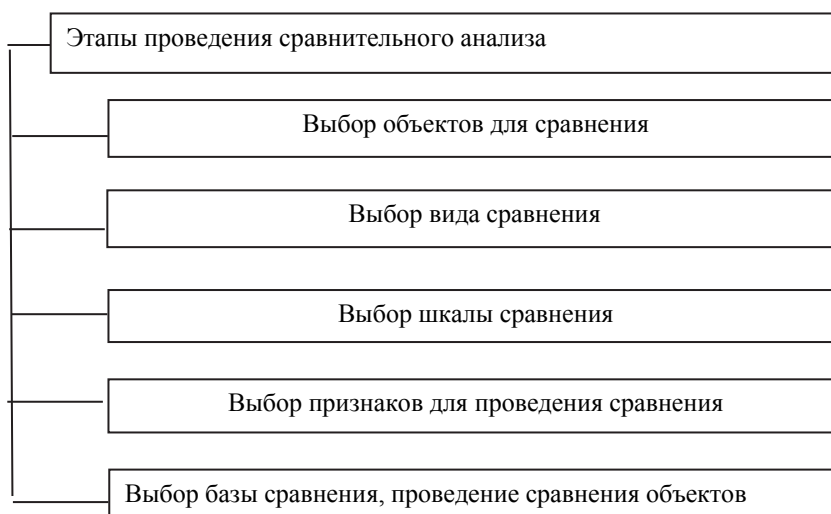 Этапы проведения сравнительного анализа
Выбор объектов для сравнения
Выбор вида сравнения
Выбор шкалы сравнения
Выбор признаков для проведения сравнения
Выбор базы сравнения, проведение сравнения объектов